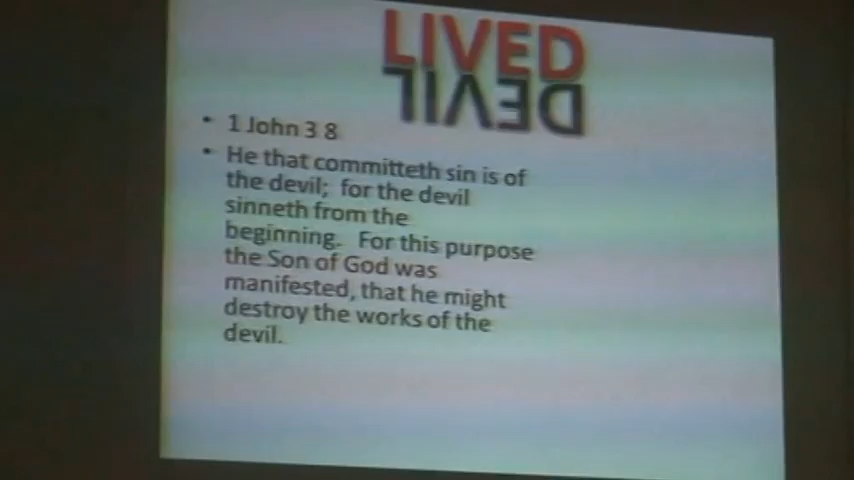 LIVED
DEVIL
• 1 John 3 8
• He that committeth sin is of
the devil; for the devil
sinneth from the
beginning. For this purpose
the Son of God was
manifested, that he might
destroy the works of the
devil.